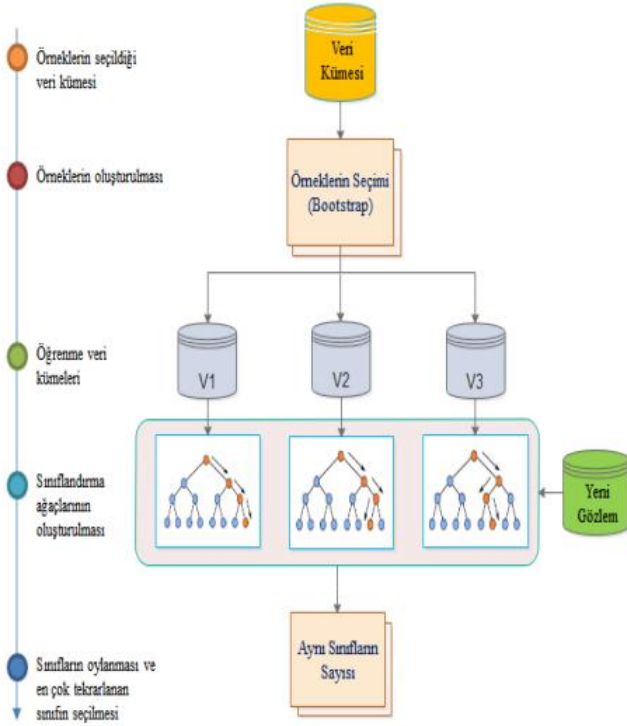 Veri
Kümesi
Örneklerin seçildiği
veri kümesi
Örneklerin oluşturulması
Örneklerin Seçimi
(Bootstrap)
Öğrenme veri
kümeleri
V1
V2
V3
Sınıflandırma
ağaçlarının
oluşturulması
Yeni
Gözlem
Aynı Sınıfların
Sayısı
Sınıfların oylanması ve
en çok tekrarlanan
sınıfın seçilmesi